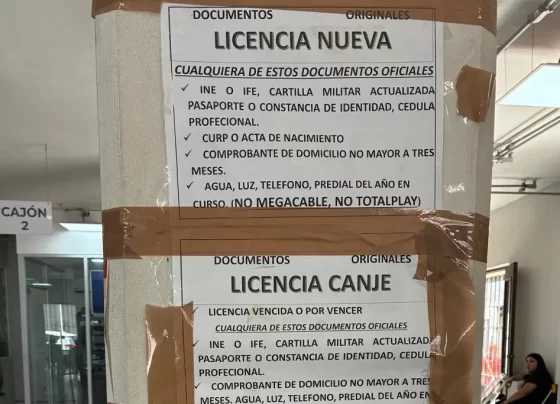 DOCUMENTOS ORIGINALES
LICENCIA NUEVA
CUALQUIERA DE ESTOS DOCUMENTOS OFICIALES
✓ INE O IFE, CARTILLA MILITAR ACTUALIZADA
PASAPORTE O CONSTANCIA DE IDENTIDAD, CEDULA
PROFECIONAL.
✓ CURP O ACTA DE NACIMIENTO
✓ COMPROBANTE DE DOMICILIO NO MAYOR A TRES
MESES.
✓ AGUA, LUZ, TELEFONO, PREDIAL DEL AÑO EN
CURSO. (NO MEGACABLE, NO TOTALPLAY)
CAJÓN
2
DOCUMENTOS ORIGINALES
LICENCIA CANJE
LICENCIA VENCIDA O POR VENCER
CUALQUIERA DE ESTOS DOCUMENTOS OFICIALES
✓ INE O IFE, CARTILLA MILITAR ACTUALIZADA
PASAPORTE O CONSTANCIA DE IDENTIDAD, CEDULA
PROFECIONAL.
✓ COMPROBANTE DE DOMICILIO NO MAYOR A TRES
MESES. AGUA, LUZ, TELEFONO, PREDIAL DEL AÑO EN